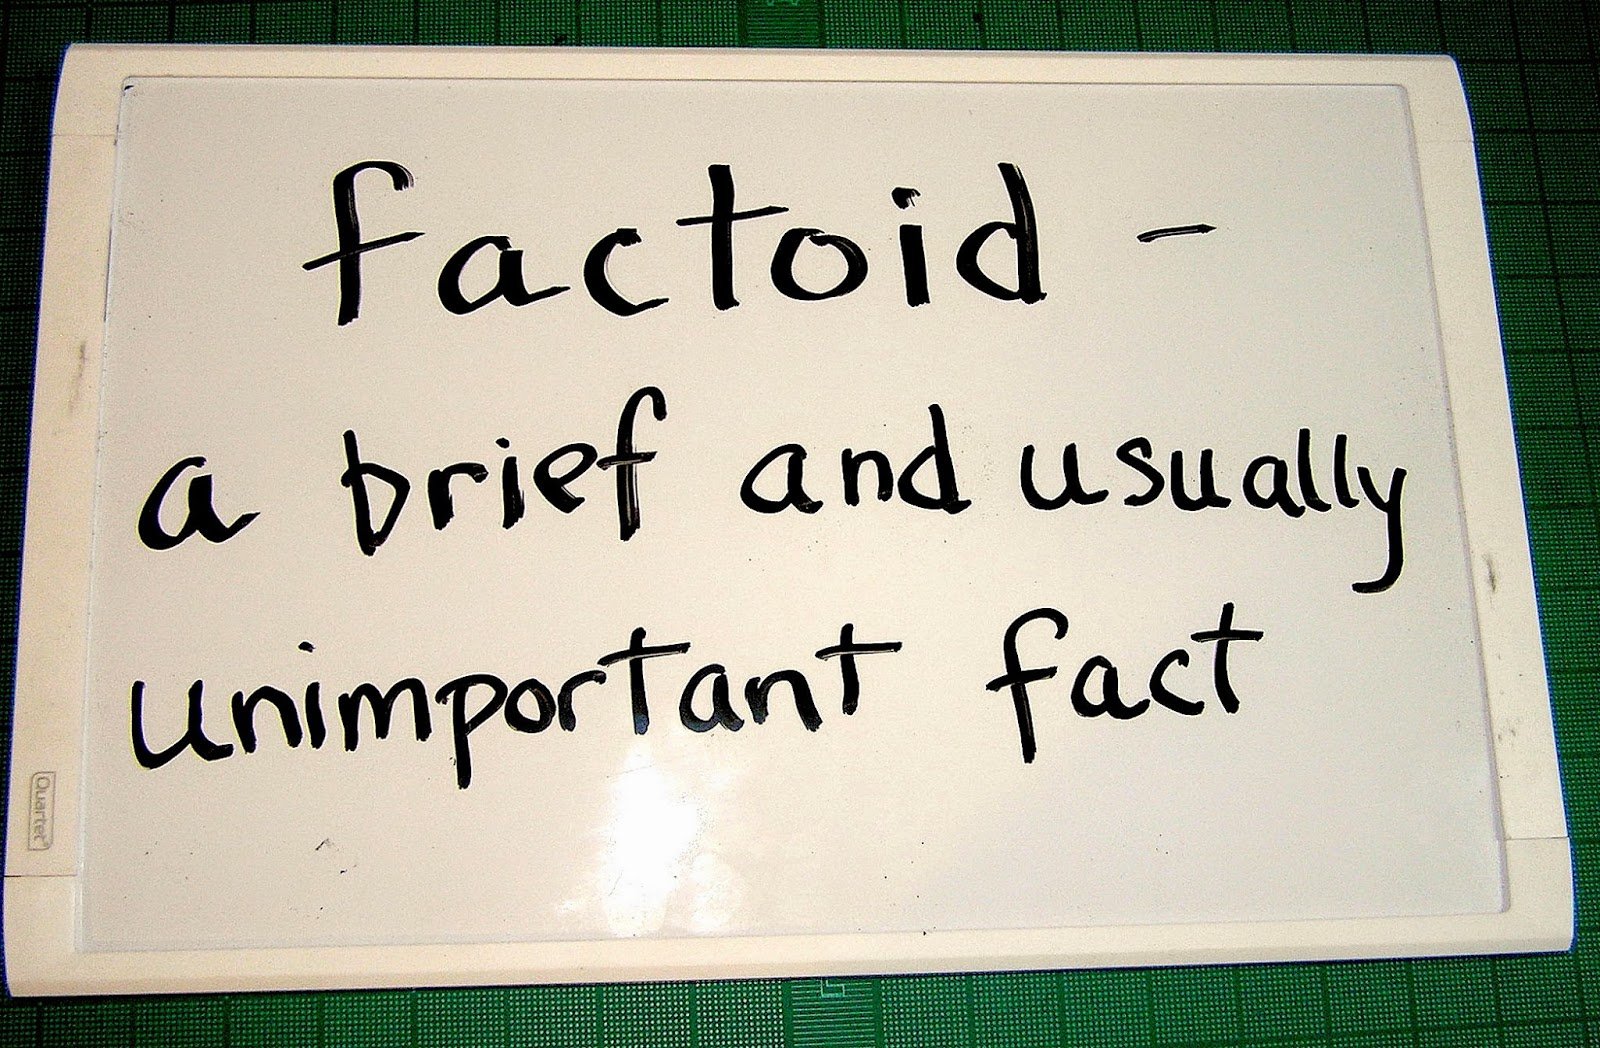 factoid -
a brief and usually
unimportant fact
Quartet